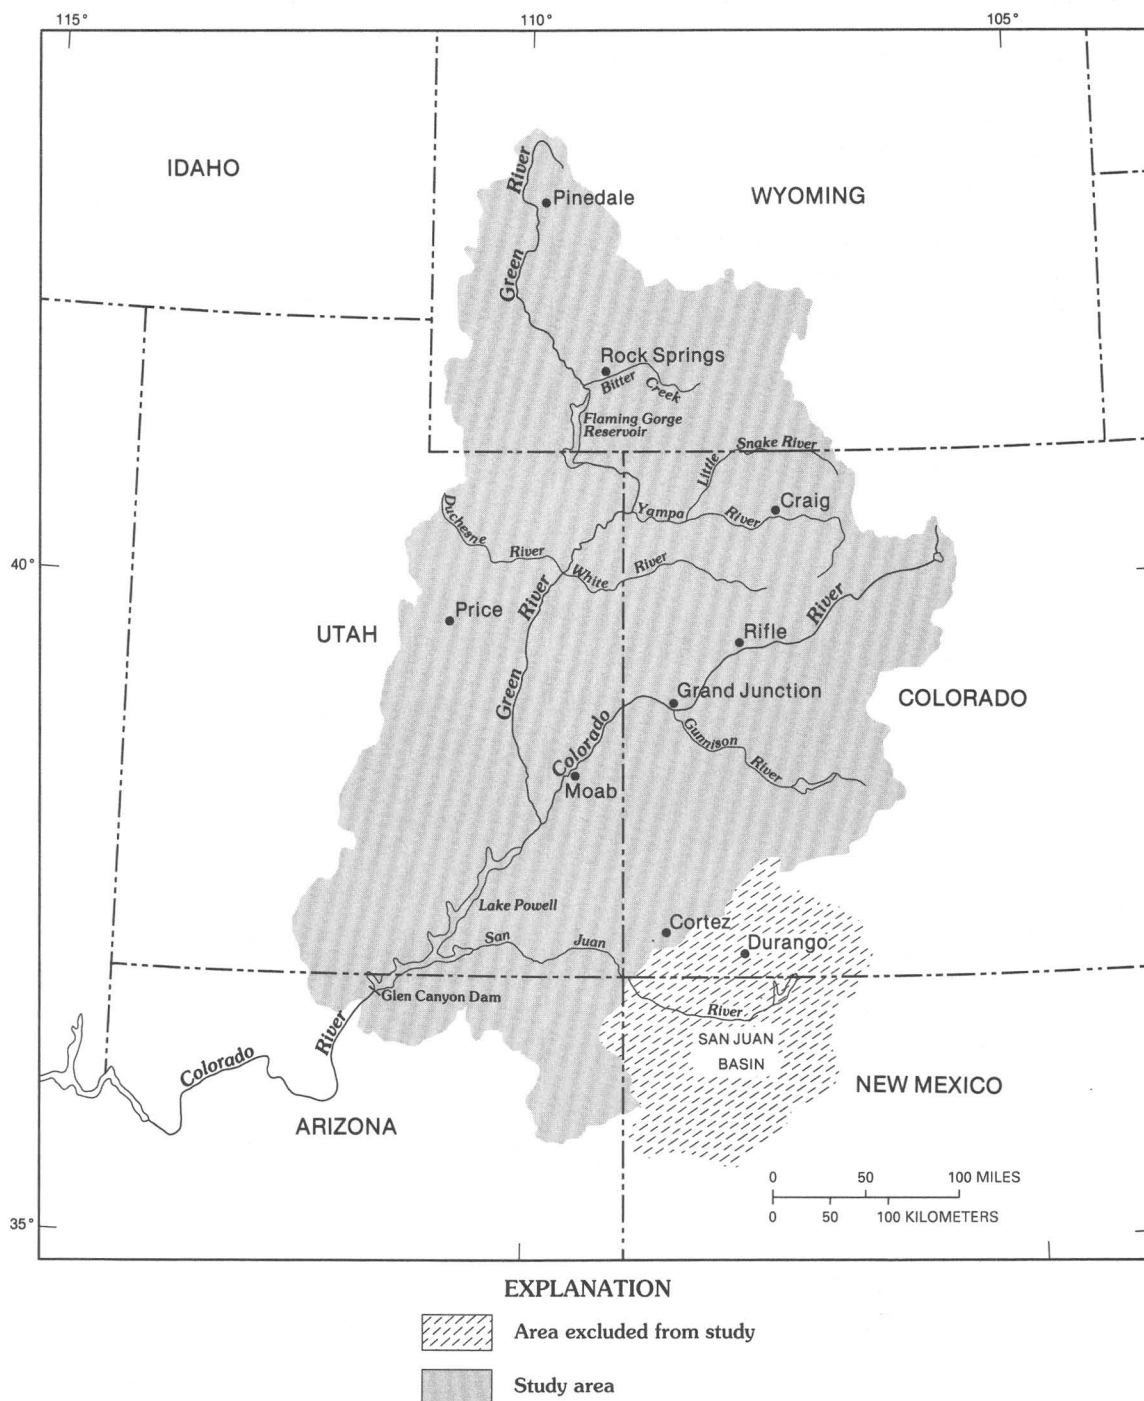 115°
110°
105°
IDAHO
WYOMING
River
Pinedale
Green
Rock Springs
Bitter
Creek
Flaming Gorge
Reservoir
Little
Snake River
Craig
Yampa
River
Duchesne
River
White
River
40°
River
River
Price
UTAH
Rifle
Green
Grand Junction
COLORADO
Colorado
Gunnison
River
Moab
Lake Powell
Cortez
San
Juan
Durango
Glen Canyon Dam
River
River
SAN JUAN
BASIN
Colorado
NEW MEXICO
ARIZONA
0 50 100 MILES
0 50 100 KILOMETERS
35°
EXPLANATION
Area excluded from study
Study area